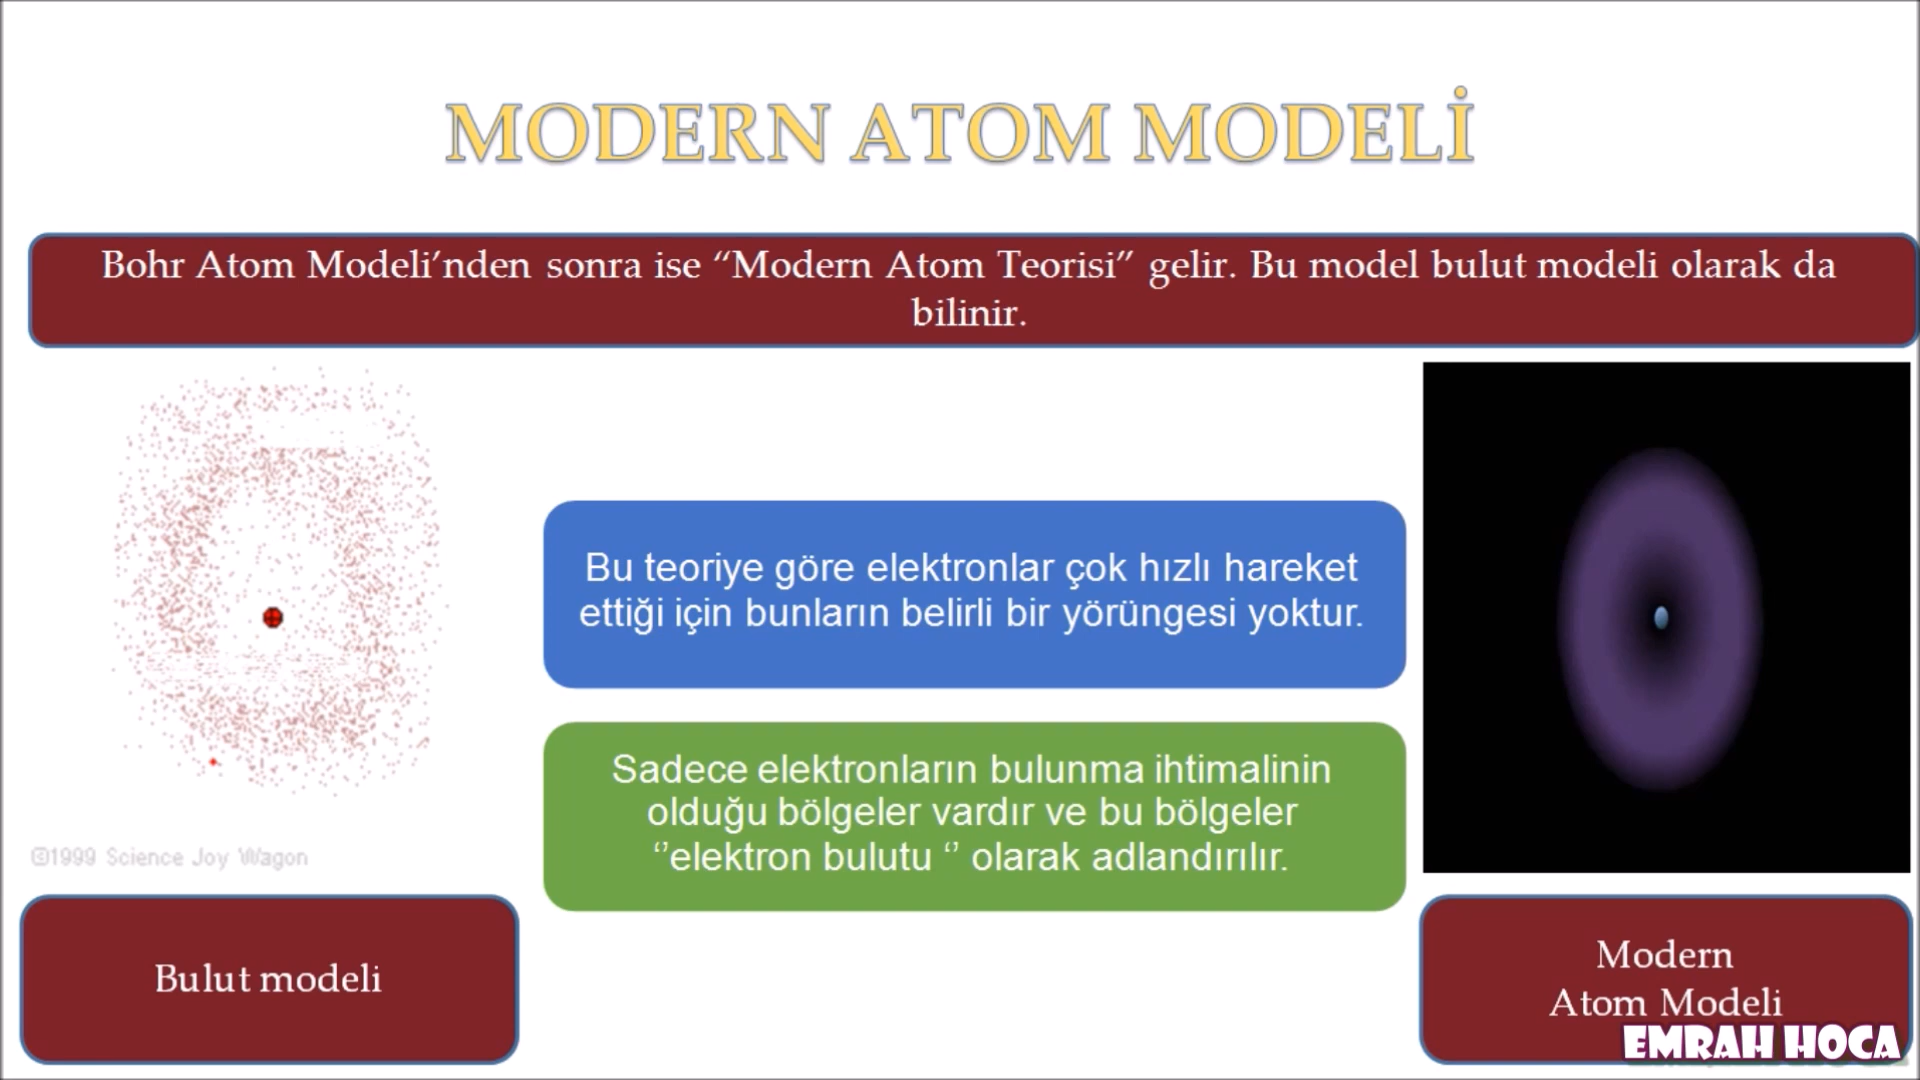 MODERN ATOM MODELİ
Bohr Atom Modeli’nden sonra ise “Modern Atom Teorisi” gelir. Bu model bulut modeli olarak da
bilinir.
Bu teoriye göre elektronlar çok hızlı hareket
ettiği için bunların belirli bir yörüngesi yoktur.
Sadece elektronların bulunma ihtimalinin
olduğu bölgeler vardır ve bu bölgeler
‘’elektron bulutu ‘’ olarak adlandırılır.
©1999 Science Joy Wagon
Bulut modeli
Modern
Atom Modeli
EMRAH HOCA